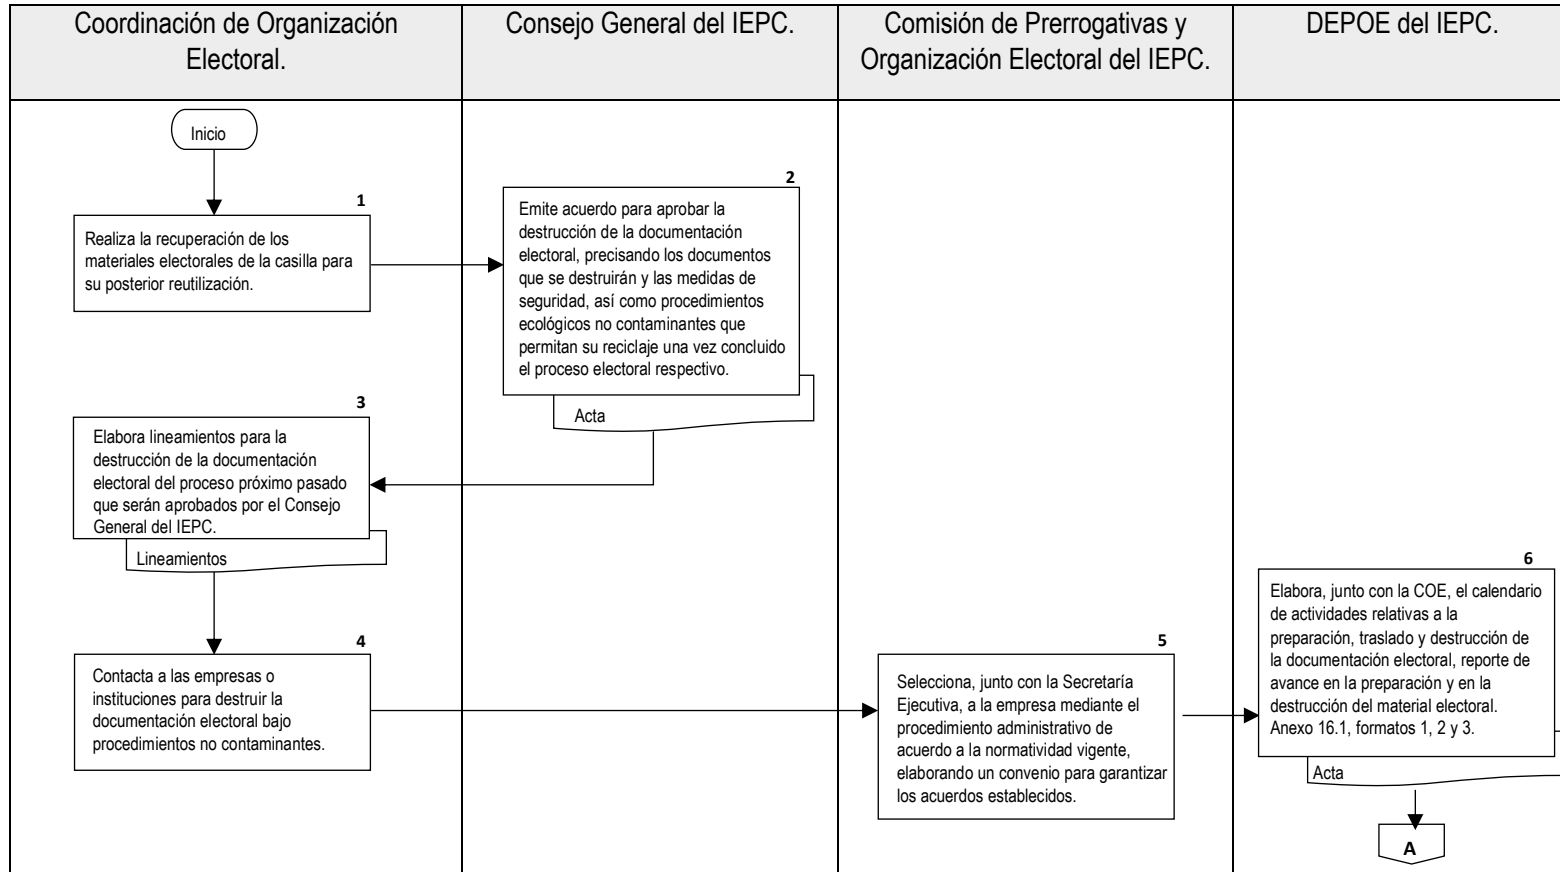 Coordinación de Organización
Electoral.
Consejo General del IEPC.
Comisión de Prerrogativas y
Organización Electoral del IEPC.
DEPOE del IEPC.
Inicio
1
Realiza la recuperación de los
materiales electorales de la casilla para
su posterior reutilización.
2
Emite acuerdo para aprobar la
destrucción de la documentación
electoral, precisando los documentos
que se destruirán y las medidas de
seguridad, así como procedimientos
ecológicos no contaminantes que
permitan su reciclaje una vez concluido
el proceso electoral respectivo.
Acta
3
Elabora lineamientos para la
destrucción de la documentación
electoral del proceso próximo pasado
que serán aprobados por el Consejo
General del IEPC.
Lineamientos
4
Contacta a las empresas o
instituciones para destruir la
documentación electoral bajo
procedimientos no contaminantes.
5
Selecciona, junto con la Secretaría
Ejecutiva, a la empresa mediante el
procedimiento administrativo de
acuerdo a la normatividad vigente,
elaborando un convenio para garantizar
los acuerdos establecidos.
6
Elabora, junto con la COE, el calendario
de actividades relativas a la
preparación, traslado y destrucción de
la documentación electoral, reporte de
avance en la preparación y en la
destrucción del material electoral.
Anexo 16.1, formatos 1, 2 y 3.
Acta
A